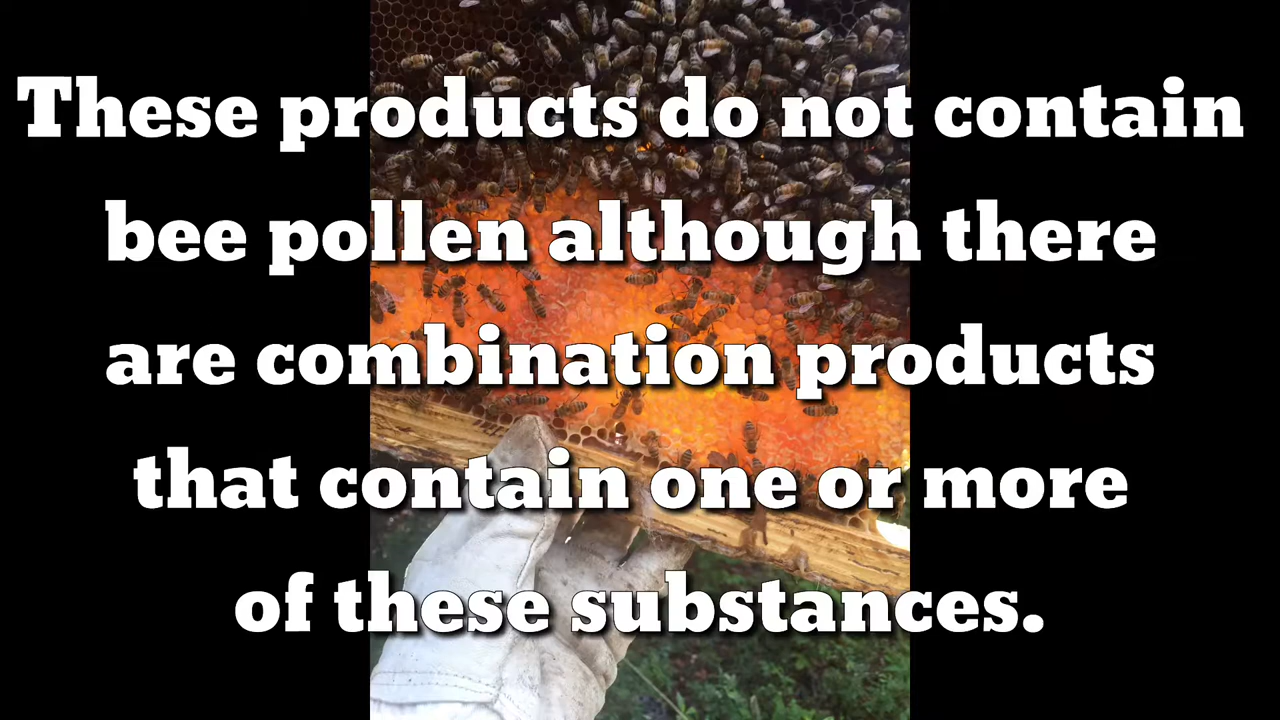 These products do not contain
bee pollen although there
are combination products
that contain one or more
of these substances.